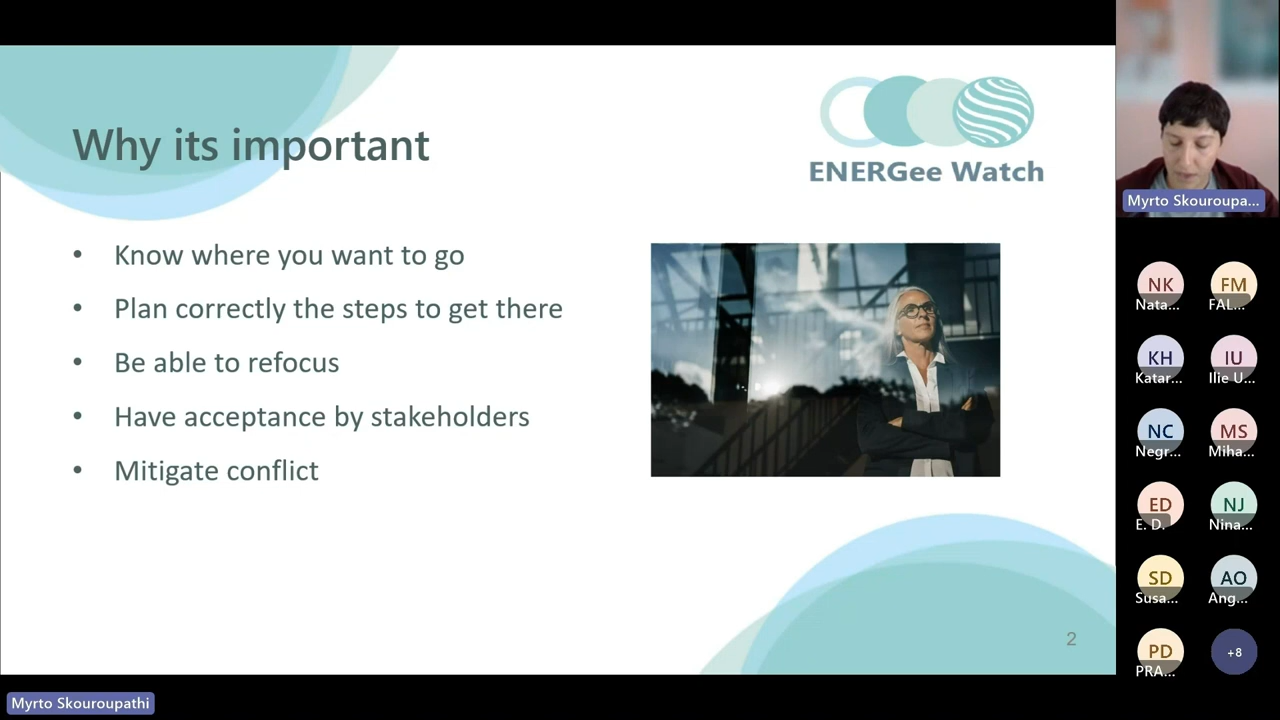 Why its important
ENERGee Watch
• Know where you want to go
• Plan correctly the steps to get there
• Be able to refocus
• Have acceptance by stakeholders
• Mitigate conflict
2
Myrto Skouroupathi
Myrto Skouroupa...
NK
Nata...
FM
FAL...
KH
Katar...
IU
Ilie U...
NC
Negr...
MS
Miha...
ED
E. D.
NJ
Nina...
SD
Susa...
AO
Ang...
PD
PRA...
+8